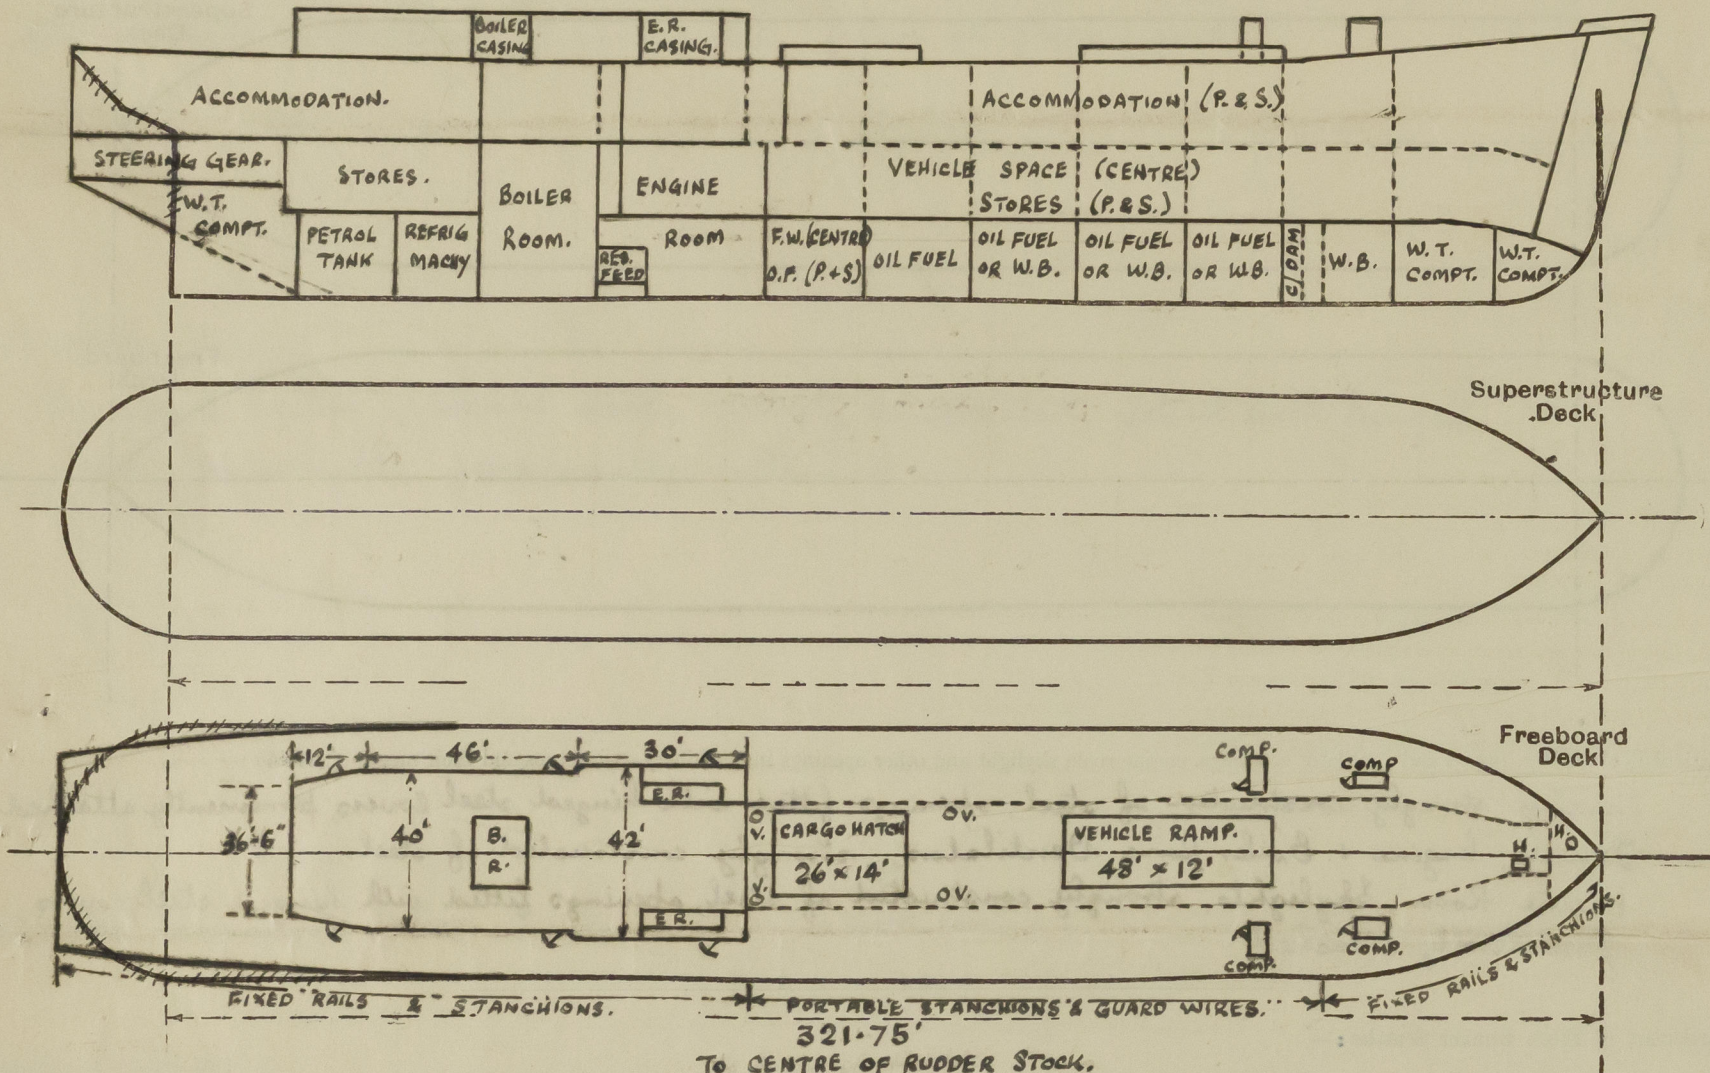 BOILER
CASING
E.R.
CASING.
ACCOMMODATION.
ACCOMMODATION (P. & S.)
STEERING GEAR.
STORES.
BOILER
ROOM.
ENGINE
ROOM
VEHICLE SPACE (CENTRE)
STORES (P. & S.)
W.T.
COMPT.
PETROL
TANK
REFRIG
MACHY
RES.
FEED
F.W. (CENTRE)
O.F. (P. & S)
OIL FUEL
OIL FUEL
OR W.B.
OIL FUEL
OR W.B.
OIL FUEL
OR W.B.
C/DAM
W.B.
W.T.
COMPT.
W.T.
COMPT.
Superstructure
Deck
Freeboard
Deck
12' 46' 30'
36'-6"
40'
42'
B.
R.
E.R.
E.R.
O
V.
V.
O
CARGO HATCH
26' x 14'
O V.
O V.
VEHICLE RAMP.
48' x 12'
COMP.
COMP
COMP.
COMP.
H.
H.
O
FIXED RAILS & STANCHIONS.
PORTABLE STANCHIONS & GUARD WIRES.
FIXED RAILS & STANCHIONS.
321.75'
TO CENTRE OF RUDDER STOCK.